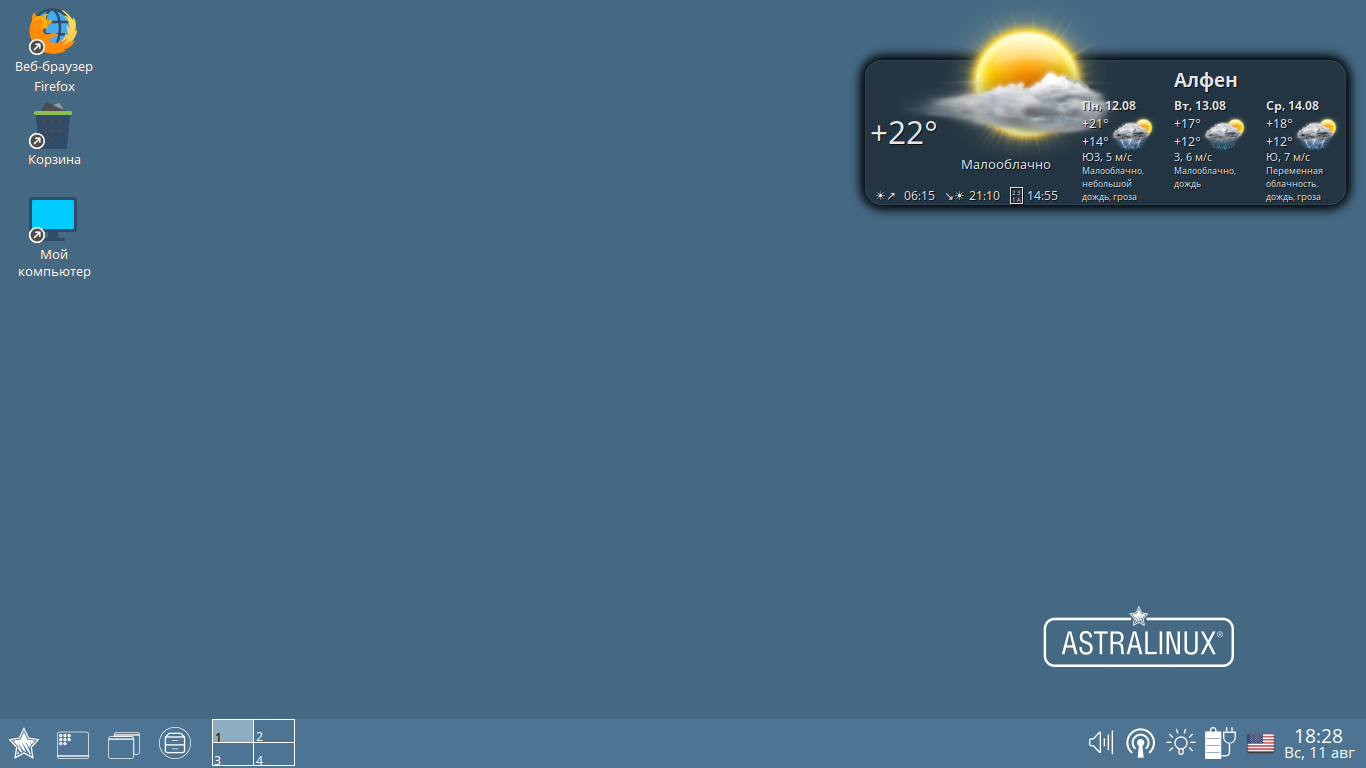 Веб-браузер
Firefox
Корзина
Мой
компьютер
Алфен
+22°
Малооблачно
06:15 21:10 14:55
Пн, 12.08
+21°
+14°
ЮЗ, 5 м/с
Малооблачно,
небольшой
дождь, гроза
Вт, 13.08
+17°
+12°
З, 6 м/с
Малооблачно,
дождь
Ср, 14.08
+18°
+12°
Ю, 7 м/с
Переменная
облачность,
дождь, гроза
ASTRALINUX®
1 2
3 4
18:28
Вс, 11 авг